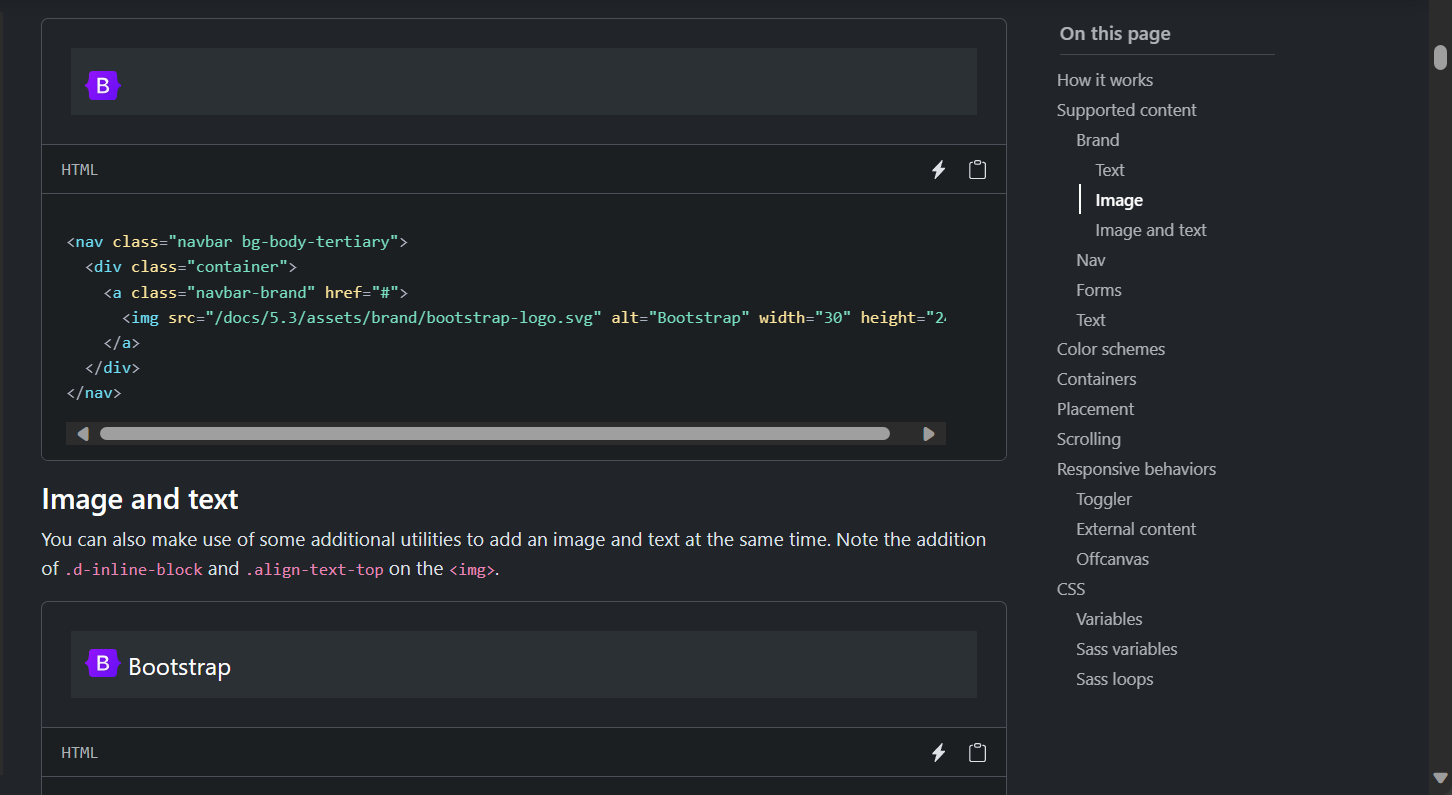 B
HTML
<nav class="navbar bg-body-tertiary">
<div class="container">
<a class="navbar-brand" href="#">
<img src="/docs/5.3/assets/brand/bootstrap-logo.svg" alt="Bootstrap" width="30" height="2
</a>
</div>
</nav>
Image and text
You can also make use of some additional utilities to add an image and text at the same time. Note the addition
of .d-inline-block and .align-text-top on the <img>.
B Bootstrap
HTML
On this page
How it works
Supported content
Brand
Text
Image
Image and text
Nav
Forms
Text
Color schemes
Containers
Placement
Scrolling
Responsive behaviors
Toggler
External content
Offcanvas
CSS
Variables
Sass variables
Sass loops